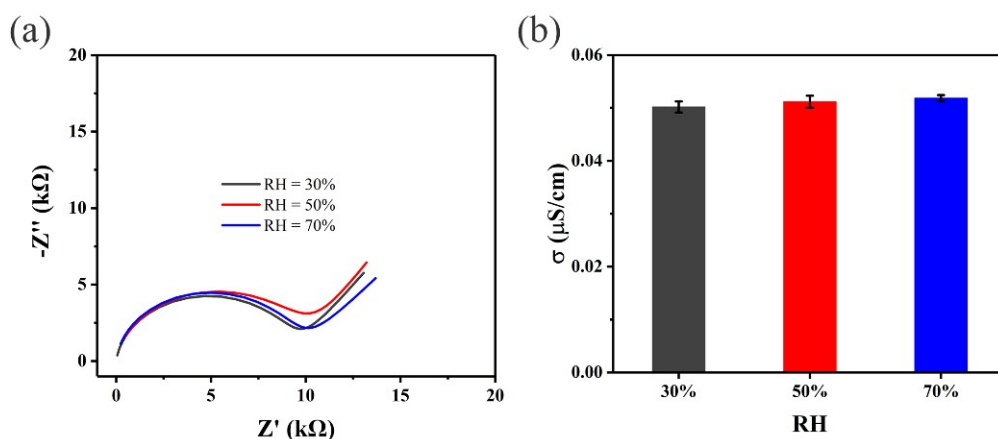 (a)
20
15
10
5
0
-Z'' (kΩ)
RH = 30%
RH = 50%
RH = 70%
0 5 10 15 20
Z' (kΩ)
(b)
0.06
0.04
0.02
0.00
σ (μS/cm)
30% 50% 70%
RH